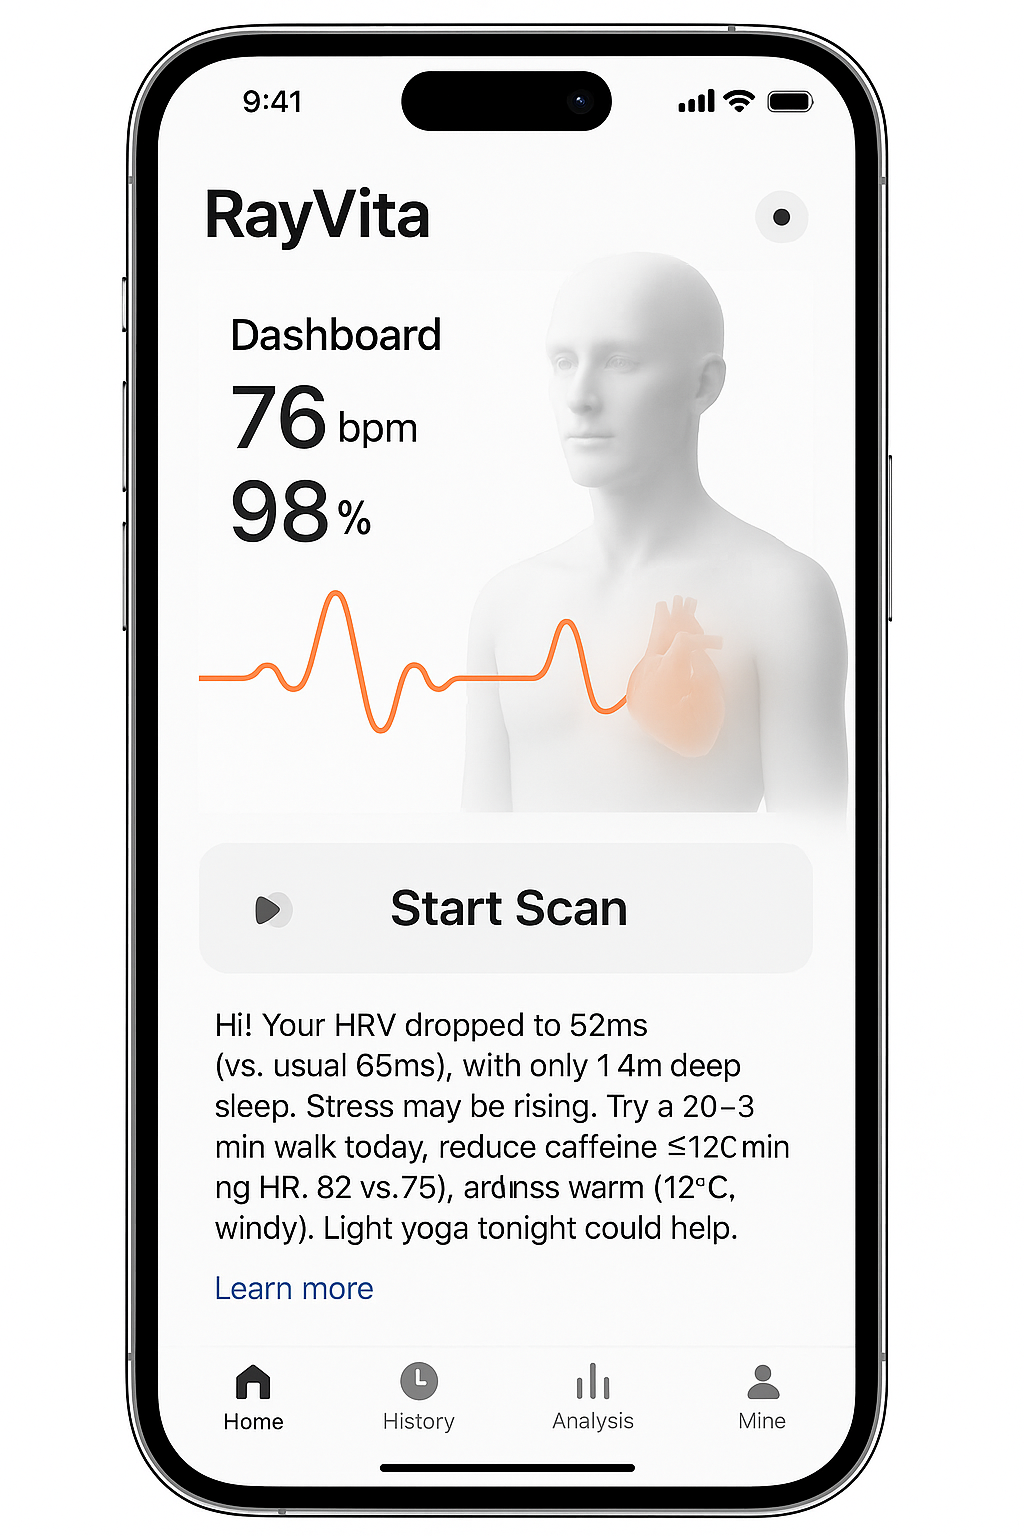 9:41
RayVita
Dashboard
76 bpm
98 %
Start Scan
Hi! Your HRV dropped to 52ms
(vs. usual 65ms), with only 1 4m deep
sleep. Stress may be rising. Try a 20–3
min walk today, reduce caffeine ≤12C min
ng HR. 82 vs.75), warm (12°C,
windy). Light yoga tonight could help.
Learn more
Home
History
Analysis
Mine